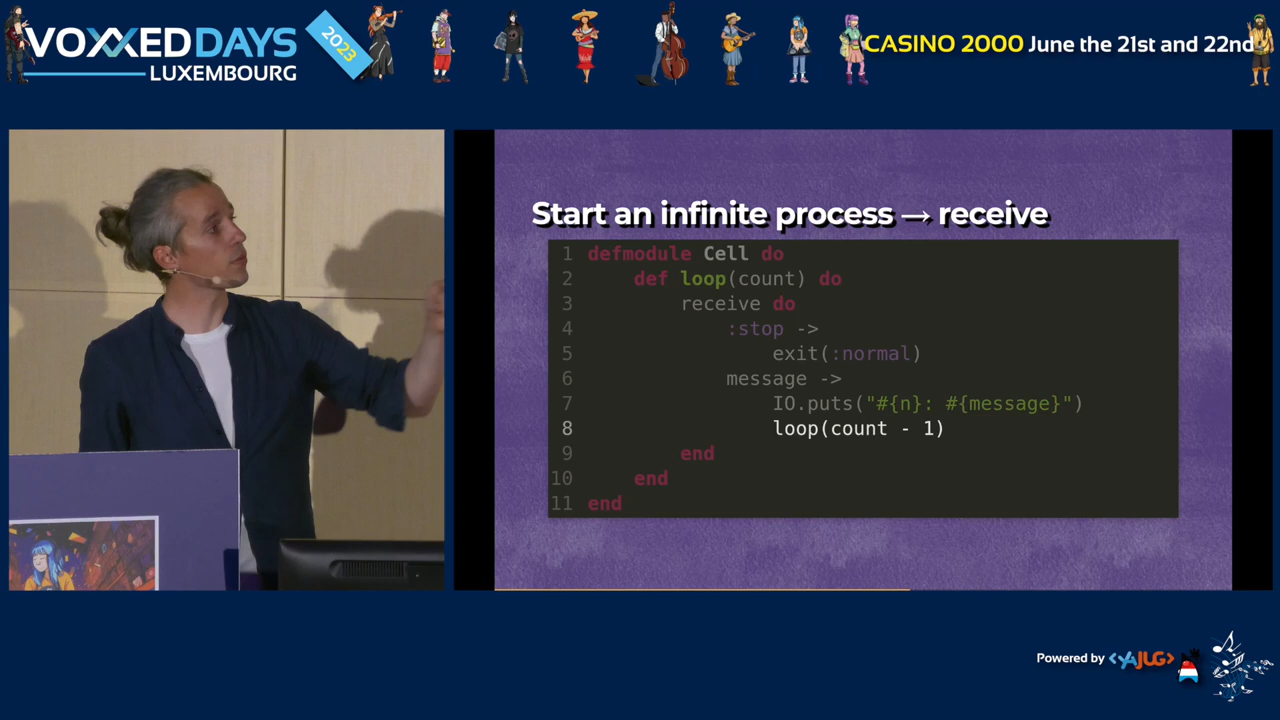 VOXXED DAYS
LUXEMBOURG
2023
CASINO 2000 June the 21st and 22nd
Start an infinite process → receive
1 defmodule Cell do
2     def loop(count) do
3         receive do
4             :stop ->
5                 exit(:normal)
6             message ->
7                 IO.puts("#{n}: #{message}")
8                 loop(count - 1)
9         end
10     end
11 end
Powered by <YAJUG>